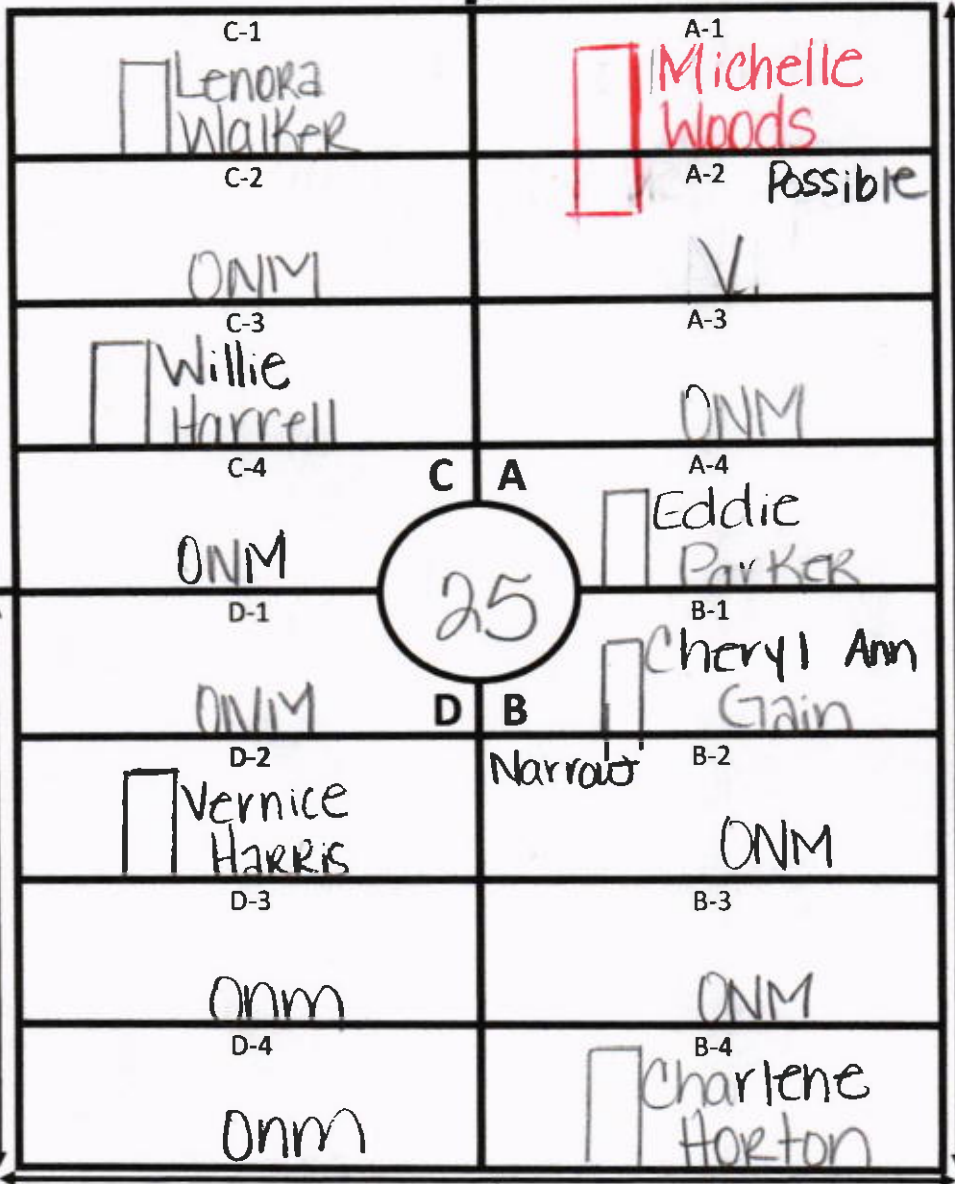 C-1
Lenora
Walker
A-1
Michelle
Woods
C-2
ONM
A-2 Possible
V.
C-3
Willie
Harrell
A-3
ONM
C-4
ONM
C A
A-4
Eddie
Parker
25
D-1
ONM
D B
B-1
Cheryl Ann
Gain
D-2
Vernice
Harris
Narrow B-2
ONM
D-3
Onm
B-3
ONM
D-4
Onm
B-4
Charlene
Horton